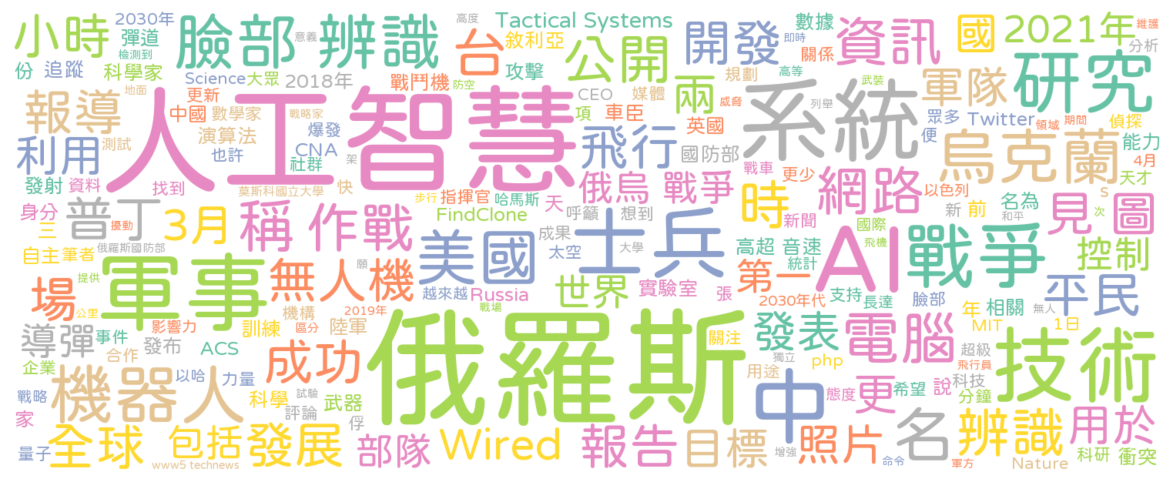 小時
2030年
彈道
份 追蹤
科學家
臉部 辨識
意義
檢測到
高度
台
Tactical Systems
敘利亞
攻擊
公開
開發
數據
即時
關係
資訊
國 2021年
維護
分析
報導
地面
Science 大眾
更新
2018年
戰鬥機
防空
CEO
項
媒體
車臣
兩
規劃
高等
武裝
威脅
列舉
軍隊
研究
眾多
便
Twitter
偵探
領域
期間
中國
數學家
戰略家
演算法
爆發
英國
利用
測試
也許
社群
CNA
人工智慧
飛行
國防部
系統
烏克蘭
能力
4月
發射
資料
找到
莫斯科國立大學
快
架
步行
指揮官
哈馬斯
天
俄烏 戰爭
戰車
更少
網路
以色列
名為
s
天才
身分
三
普丁
擾動
3月
稱 作戰
FindClone
呼籲
想到
時
新聞
新
前
見 圖
自主 筆者
俄羅斯國防部
成果
太空
大學
士兵
高超 音速
統計
國際
飛機
和平
次
控制
軍事
無人機
美國
AI 戰爭
場
提供
公里
願
越來越
Russia
戰場
實驗室
張
世界
第一
2030年代
支持
長達
臉部
年
相關
無人
平民
導彈
事件
影響力
機構
2019年
區分
陸軍
俄羅斯
關注
發表
電腦
MIT
1日
企業
合作
發布
ACS
訓練
成功
獨立
php
超級
飛行員
技術
戰略
家
機器人
以哈
力量
科學
試驗
評論
武器
俘
中
用途
態度
更
希望
說
科技
分鐘
量子
全球
包括
發展
部隊
Wired
報告
目標
增強
照片
命令
名
軍方
辨識
用於
科研
衝突
Nature
www5 technews